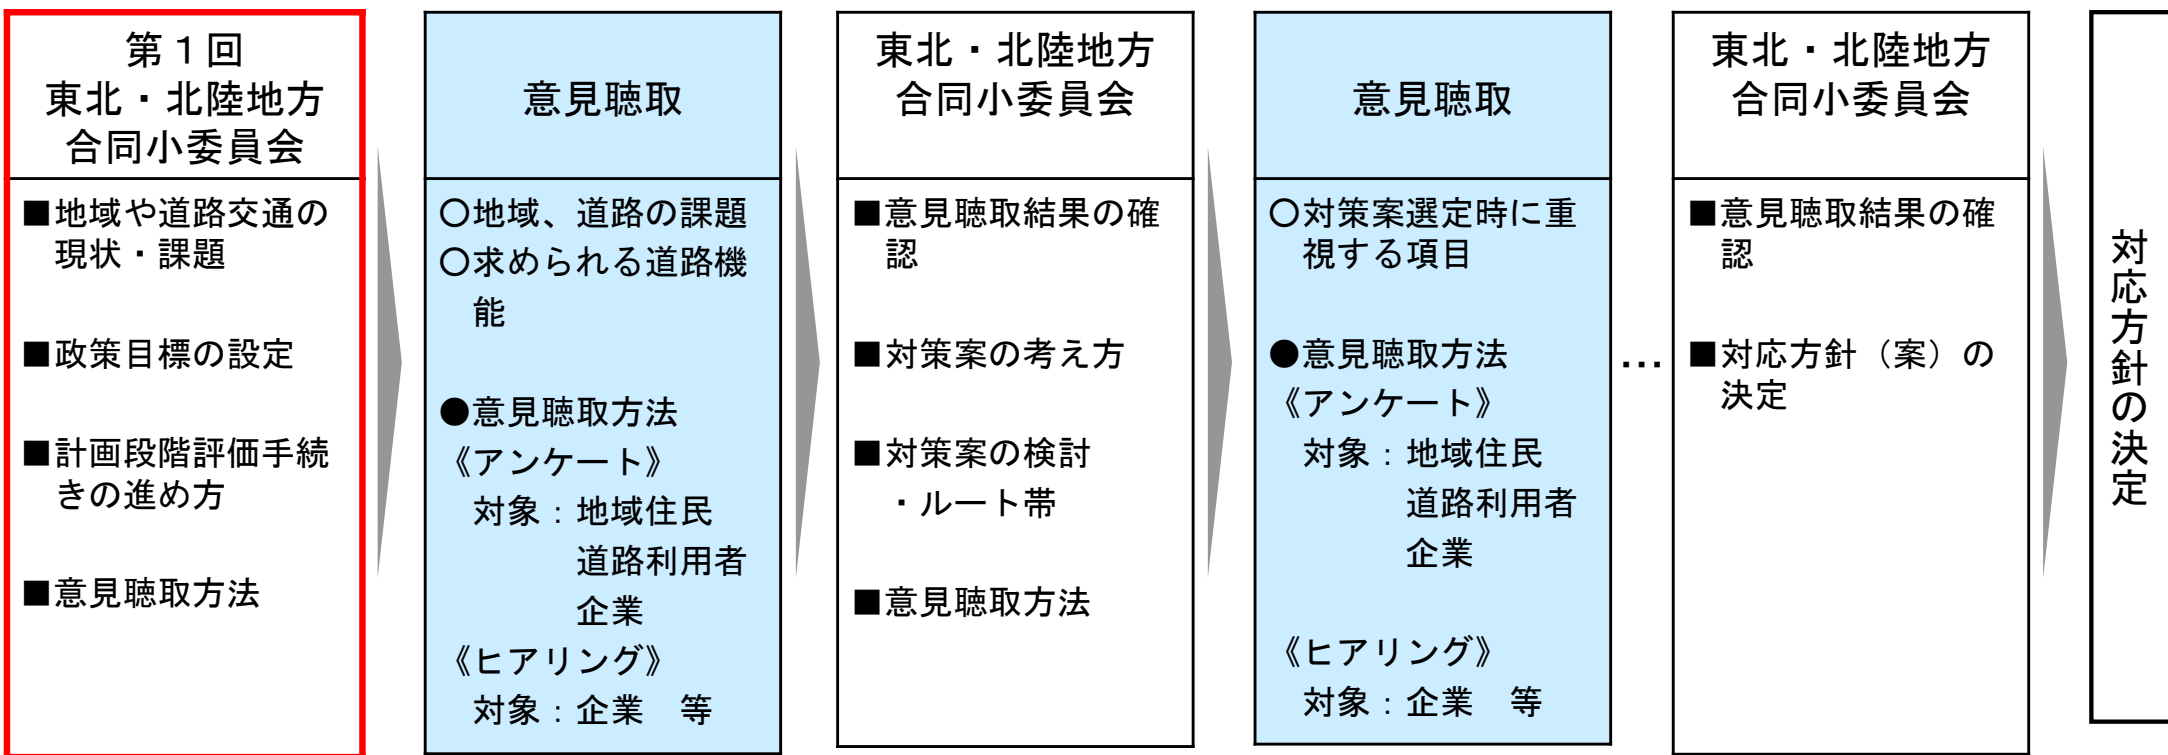 第１回
東北・北陸地方
合同小委員会
■地域や道路交通の
現状・課題
■政策目標の設定
■計画段階評価手続
きの進め方
■意見聴取方法
意見聴取
○地域、道路の課題
○求められる道路機
能
●意見聴取方法
《アンケート》
対象：地域住民
道路利用者
企業
《ヒアリング》
対象：企業　等
東北・北陸地方
合同小委員会
■意見聴取結果の確
認
■対策案の考え方
■対策案の検討
・ルート帯
■意見聴取方法
意見聴取
○対策案選定時に重
視する項目
●意見聴取方法
《アンケート》
対象：地域住民
道路利用者
企業
《ヒアリング》
対象：企業　等
…
東北・北陸地方
合同小委員会
■意見聴取結果の確
認
■対応方針（案）の
決定
対応方針の決定